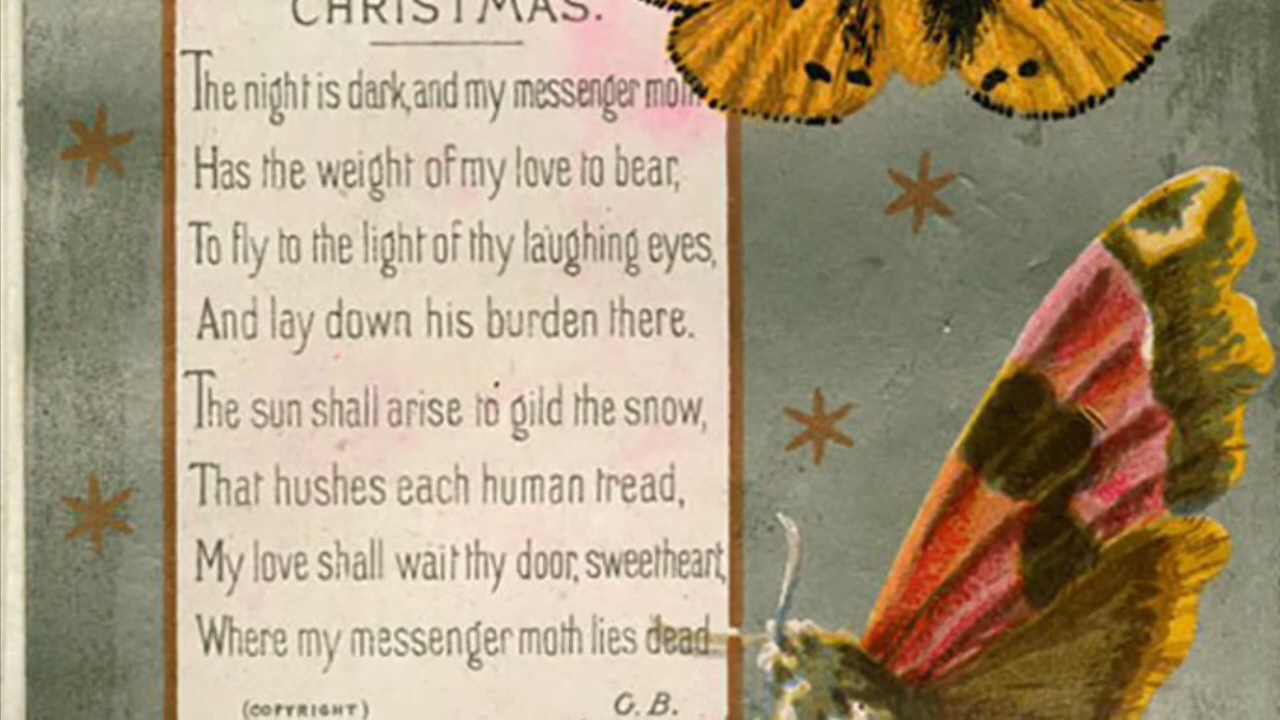 CHRISTMAS.
The night is dark, and my messenger moth
Has the weight of my love to bear,
To fly to the light of thy laughing eyes,
And lay down his burden there.
The sun shall arise to gild the snow,
That hushes each human tread,
My love shall wait thy door, sweetheart,
Where my messenger moth lies dead
(COPYRIGHT) C. B.